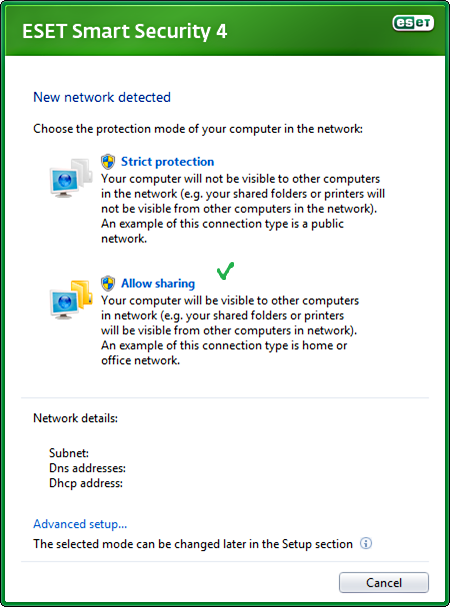 ESET Smart Security 4
eset
New network detected
Choose the protection mode of your computer in the network:
Strict protection
Your computer will not be visible to other computers
in the network (e.g. your shared folders or printers will
not be visible from other computers in the network).
An example of this connection type is a public
network.
Allow sharing
Your computer will be visible to other computers
in network (e.g. your shared folders or printers
will be visible from other computers in network).
An example of this connection type is home or
office network.
Network details:
Subnet:
Dns addresses:
Dhcp address:
Advanced setup...
The selected mode can be changed later in the Setup section
Cancel